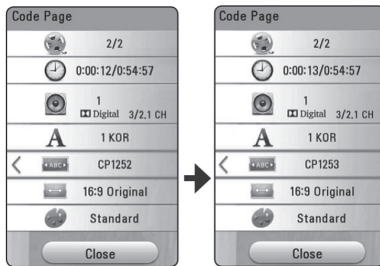 Code Page
2/2
0:00:12/0:54:57
1
Digital 3/2.1 CH
A 1 KOR
ABC CP1252
16:9 Original
Standard
Close
Code Page
2/2
0:00:13/0:54:57
1
Digital 3/2.1 CH
A 1 KOR
ABC CP1253
16:9 Original
Standard
Close